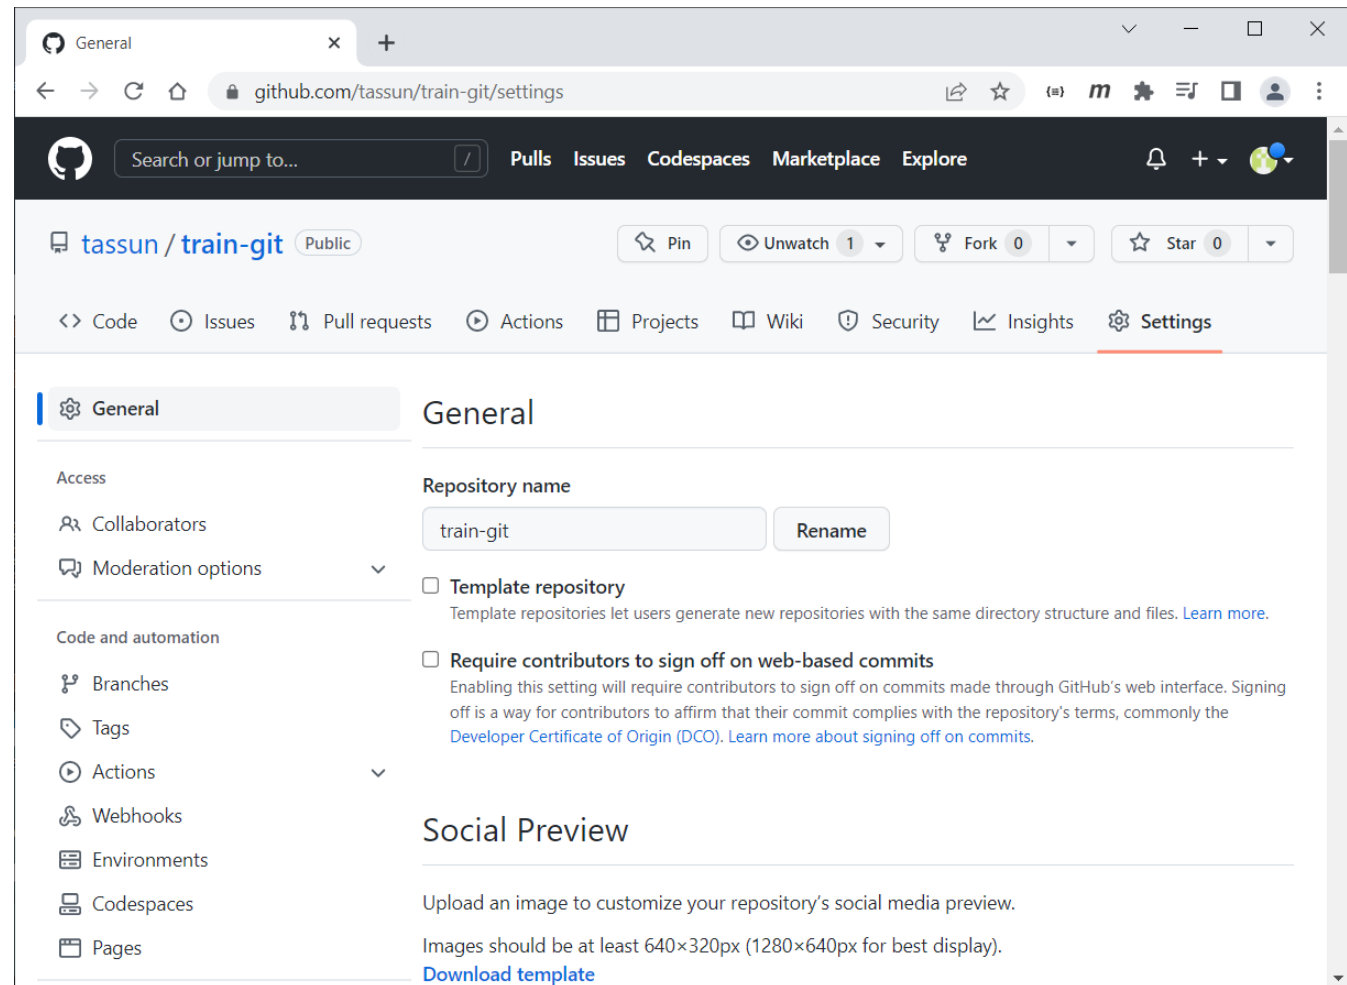 General
github.com/tassun/train-git/settings
Search or jump to... /
Pulls Issues Codespaces Marketplace Explore
tassun / train-git Public
Pin Unwatch 1 Fork 0 Star 0
Code Issues Pull requests Actions Projects Wiki Security Insights Settings
General
Access
Collaborators
Moderation options
Code and automation
Branches
Tags
Actions
Webhooks
Environments
Codespaces
Pages
General
Repository name
train-git Rename
Template repository
Template repositories let users generate new repositories with the same directory structure and files. Learn more.
Require contributors to sign off on web-based commits
Enabling this setting will require contributors to sign off on commits made through GitHub's web interface. Signing
off is a way for contributors to affirm that their commit complies with the repository's terms, commonly the
Developer Certificate of Origin (DCO). Learn more about signing off on commits.
Social Preview
Upload an image to customize your repository's social media preview.
Images should be at least 640×320px (1280×640px for best display).
Download template